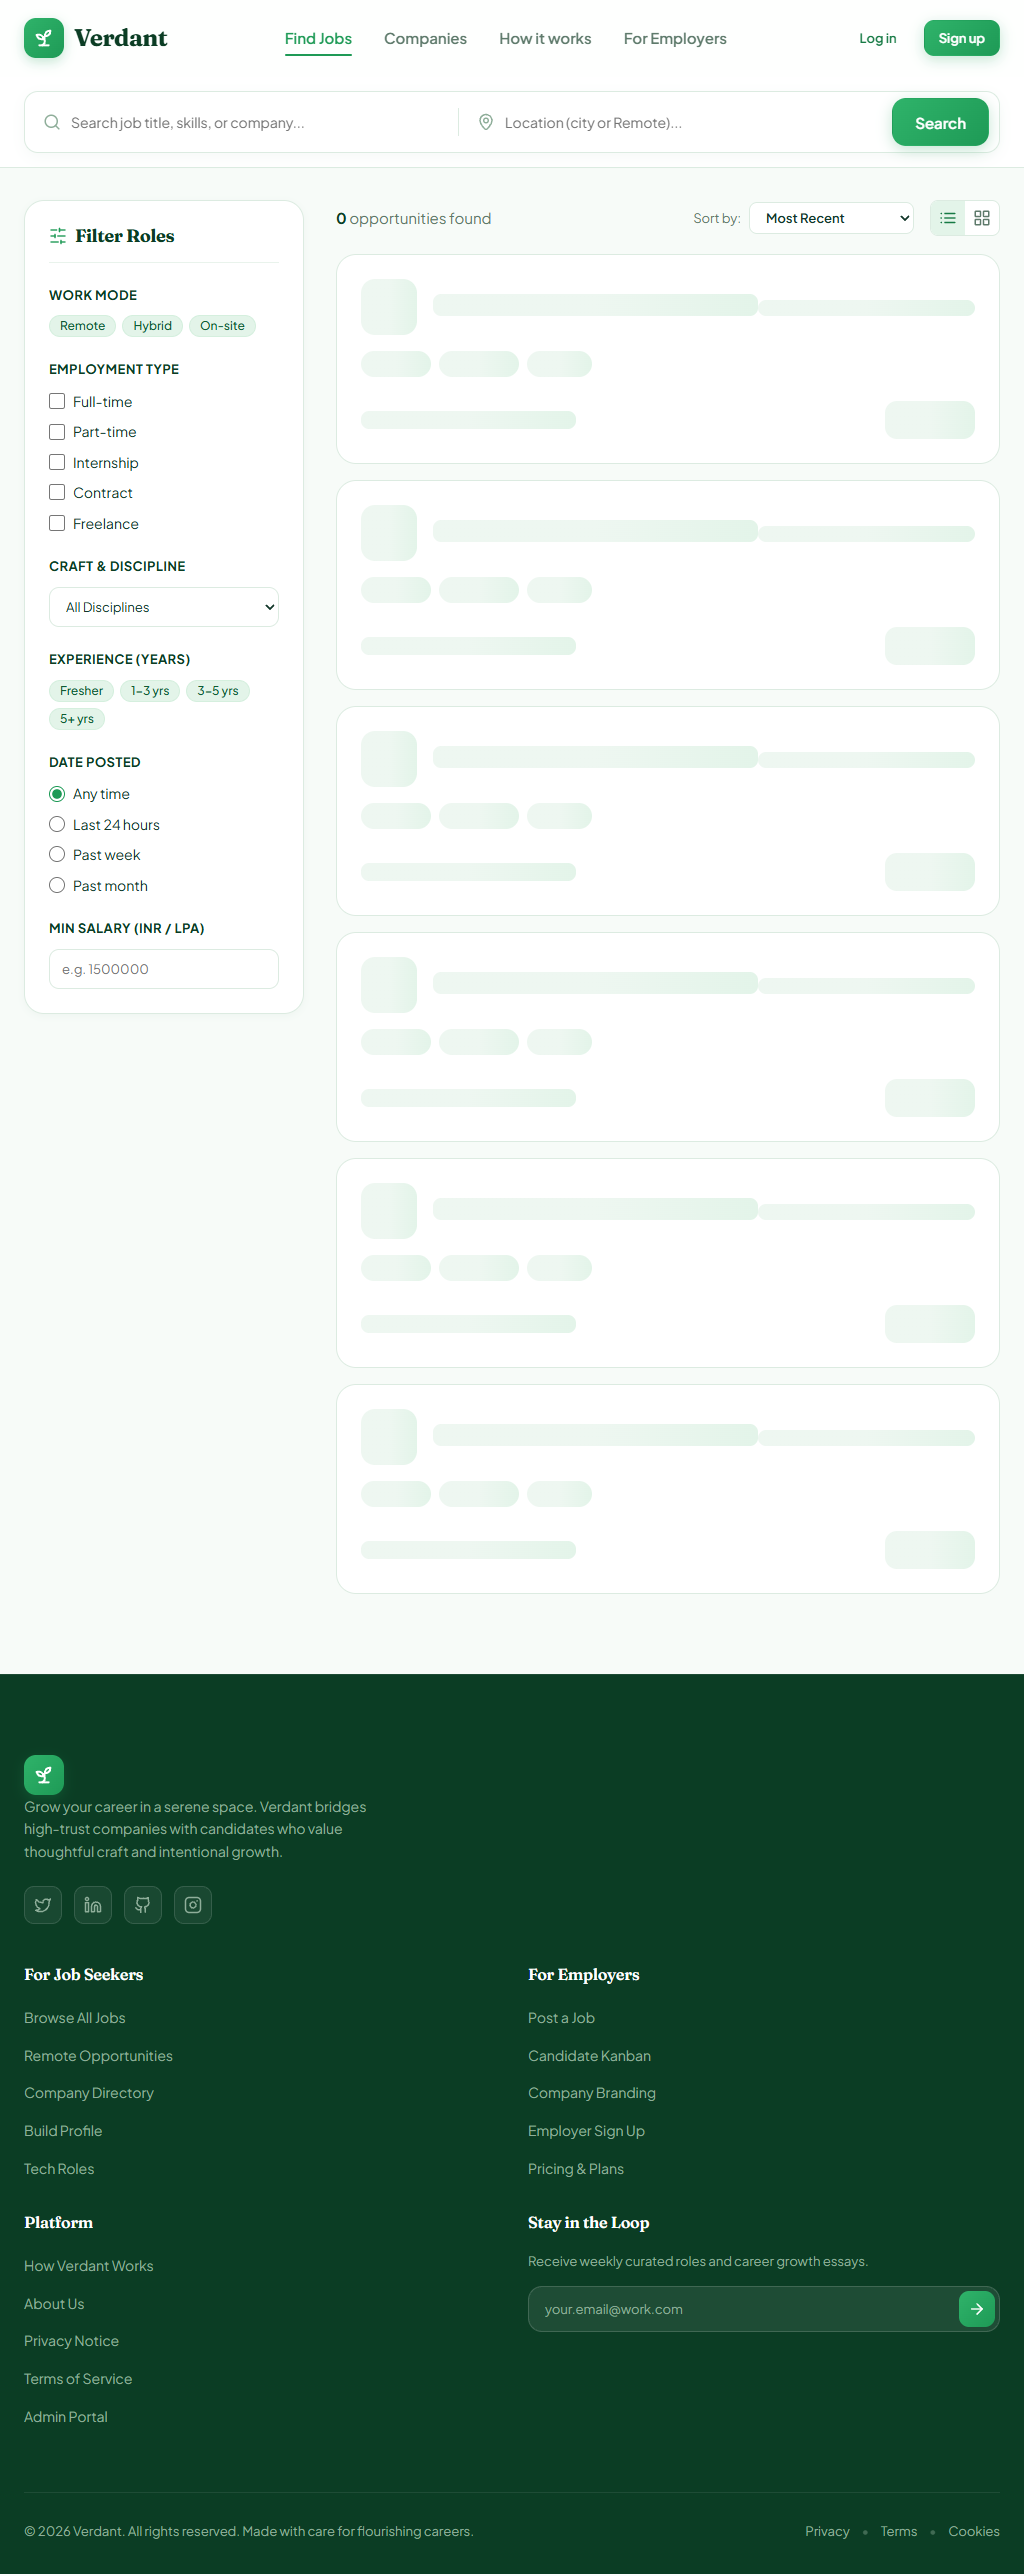 Verdant
Find Jobs
Companies
How it works
For Employers
Log in
Sign up
Search job title, skills, or company...
Location (city or Remote)...
Search
Filter Roles
WORK MODE
Remote
Hybrid
On-site
EMPLOYMENT TYPE
Full-time
Part-time
Internship
Contract
Freelance
CRAFT & DISCIPLINE
All Disciplines
EXPERIENCE (YEARS)
Fresher
1-3 yrs
3-5 yrs
5+ yrs
DATE POSTED
Any time
Last 24 hours
Past week
Past month
MIN SALARY (INR / LPA)
e.g. 1500000
0 opportunities found
Sort by:
Most Recent
Grow your career in a serene space. Verdant bridges
high-trust companies with candidates who value
thoughtful craft and intentional growth.
For Job Seekers
Browse All Jobs
Remote Opportunities
Company Directory
Build Profile
Tech Roles
For Employers
Post a Job
Candidate Kanban
Company Branding
Employer Sign Up
Pricing & Plans
Platform
How Verdant Works
About Us
Privacy Notice
Terms of Service
Admin Portal
Stay in the Loop
Receive weekly curated roles and career growth essays.
your.email@work.com
© 2026 Verdant. All rights reserved. Made with care for flourishing careers.
Privacy • Terms • Cookies